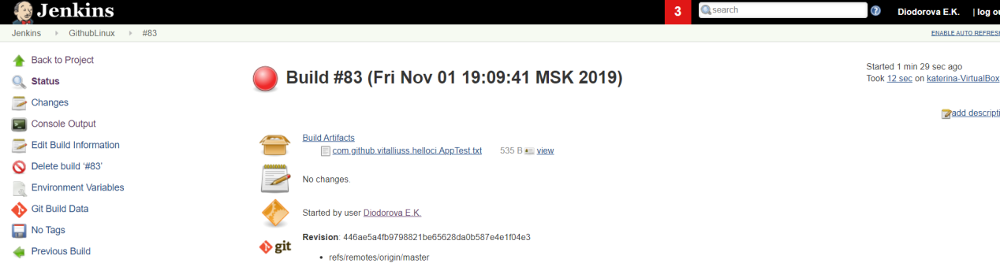 Jenkins
3
search
Diodorova E.K.
| log ou
Jenkins
GithubLinux
#83
ENABLE AUTO REFRESH
Back to Project
Status
Changes
Console Output
Edit Build Information
Delete build ‘#83’
Environment Variables
Git Build Data
No Tags
Previous Build
Build #83 (Fri Nov 01 19:09:41 MSK 2019)
Started 1 min 29 sec ago
Took 12 sec on katerina-VirtualBox
add descripti
Build Artifacts
com.github.vitalliuss.helloci.AppTest.txt 535 B view
No changes.
Started by user Diodorova E.K.
git
Revision: 446ae5a4fb9798821be65628da0b587e4e1f04e3
refs/remotes/origin/master